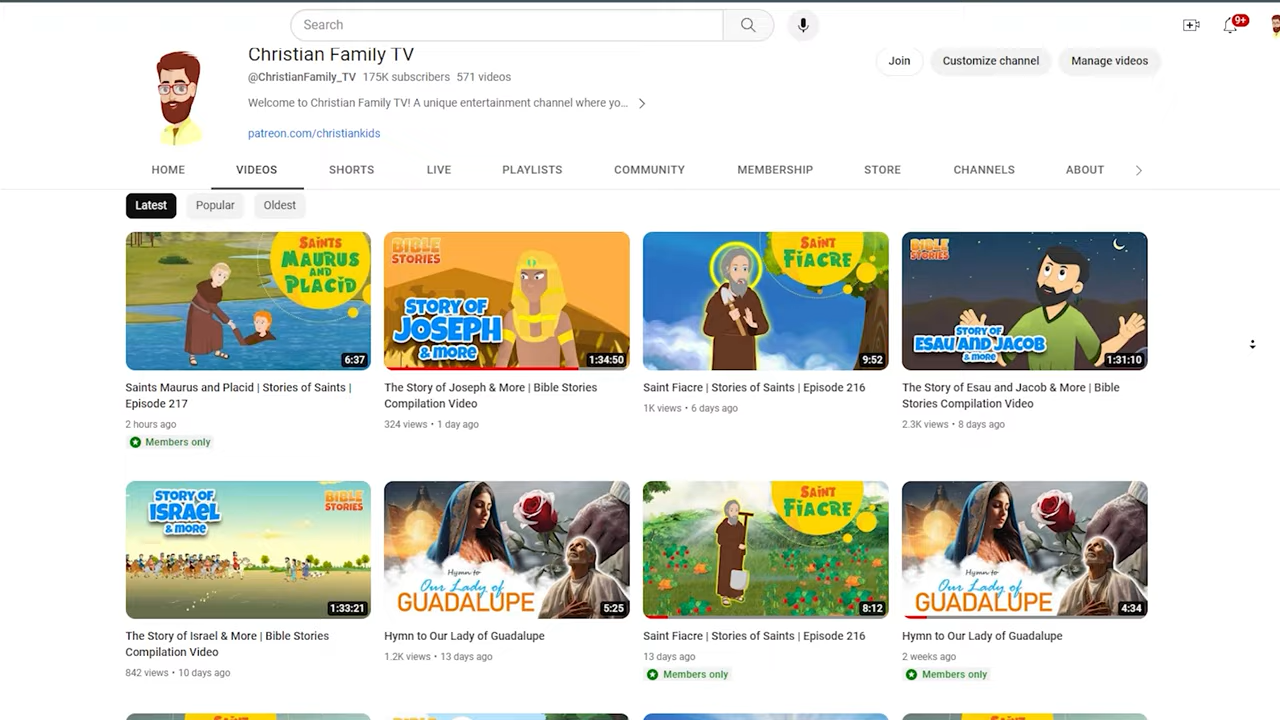 Search
9+
Christian Family TV
@ChristianFamily_TV 175K subscribers 571 videos
Welcome to Christian Family TV! A unique entertainment channel where yo...
patreon.com/christiankids
Join
Customize channel
Manage videos
HOME
VIDEOS
SHORTS
LIVE
PLAYLISTS
COMMUNITY
MEMBERSHIP
STORE
CHANNELS
ABOUT
Latest
Popular
Oldest
SAINTS
MAURUS
AND
PLACID
6:37
Saints Maurus and Placid | Stories of Saints |
Episode 217
2 hours ago
Members only
BIBLE
STORIES
STORY OF
JOSEPH
& MORE
1:34:50
The Story of Joseph & More | Bible Stories
Compilation Video
324 views • 1 day ago
SAINT
FIACRE
9:52
Saint Fiacre | Stories of Saints | Episode 216
1K views • 6 days ago
BIBLE
STORIES
STORY OF
ESAU AND JACOB
& MORE
1:31:10
The Story of Esau and Jacob & More | Bible
Stories Compilation Video
2.3K views • 8 days ago
STORY OF
ISRAEL
& MORE
BIBLE
STORIES
1:33:21
The Story of Israel & More | Bible Stories
Compilation Video
842 views • 10 days ago
Hymn to
Our Lady of
GUADALUPE
5:25
Hymn to Our Lady of Guadalupe
1.2K views • 13 days ago
SAINT
FIACRE
8:12
Saint Fiacre | Stories of Saints | Episode 216
13 days ago
Members only
Hymn to
Our Lady of
GUADALUPE
4:34
Hymn to Our Lady of Guadalupe
2 weeks ago
Members only